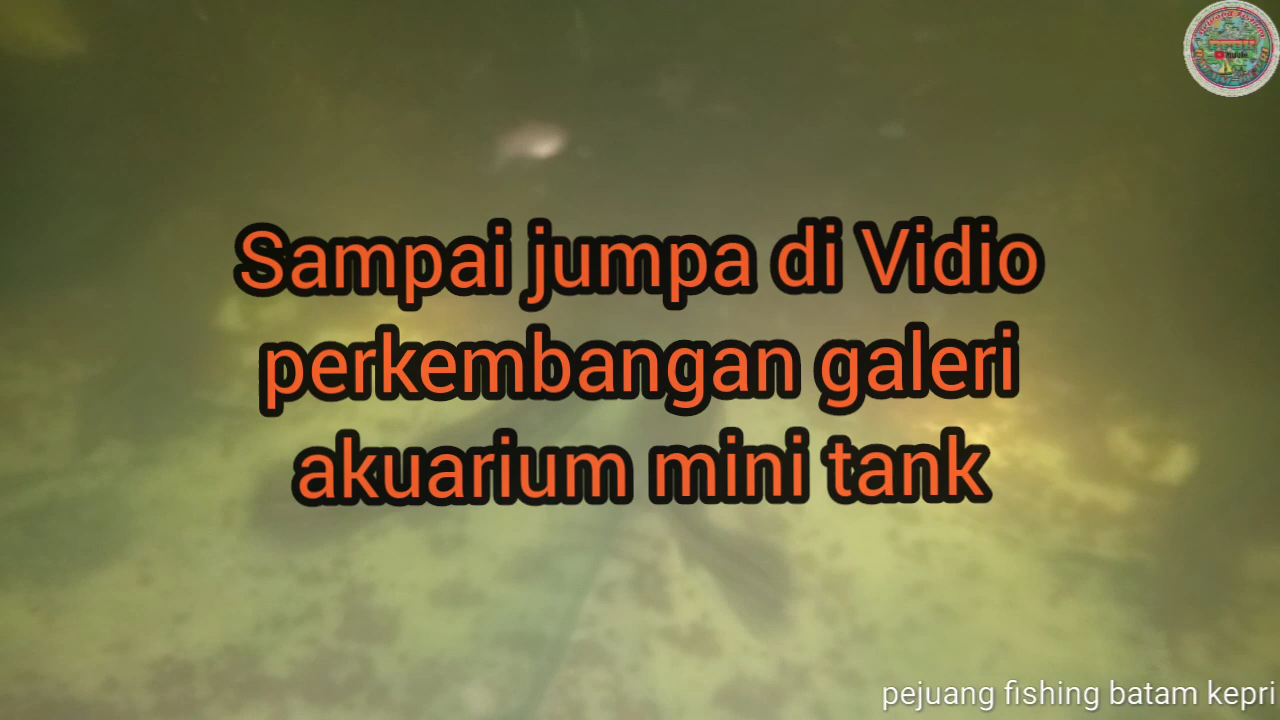 Sampai jumpa di Vidio
perkembangan galeri
akuarium mini tank
pejuang fishing batam kepri